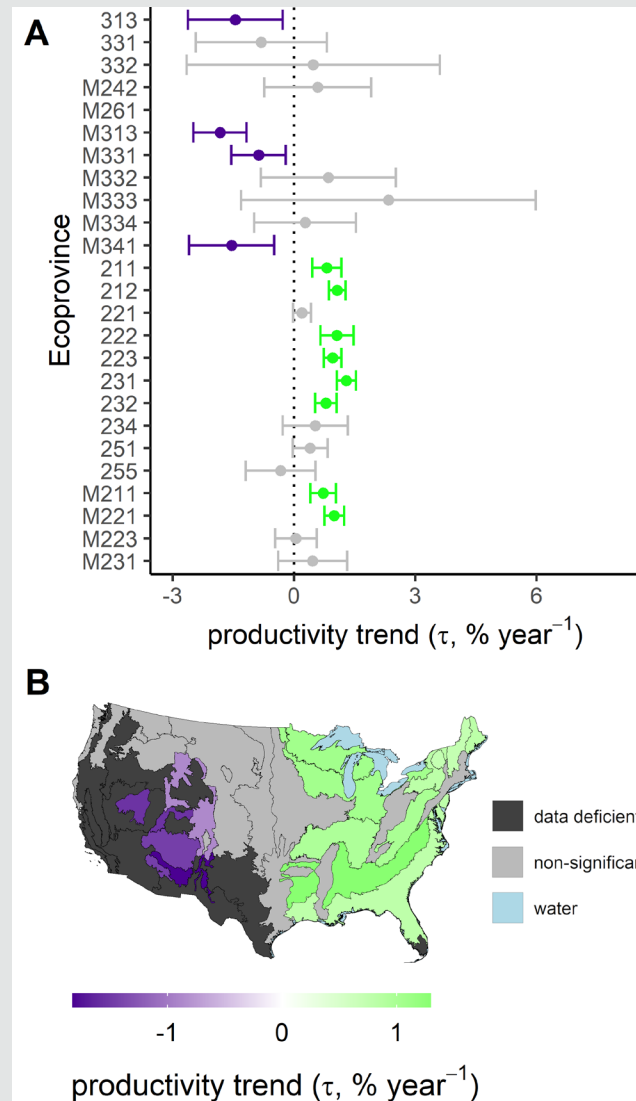 A
313
331
332
M242
M261
M313
M331
M332
M333
M334
M341
211
212
221
222
223
231
232
234
251
255
M211
M221
M223
M231
Ecoprovince
-3 0 3 6
productivity trend (τ, % year⁻¹)
B
data deficien
non-significa
water
-1 0 1
productivity trend (τ, % year⁻¹)